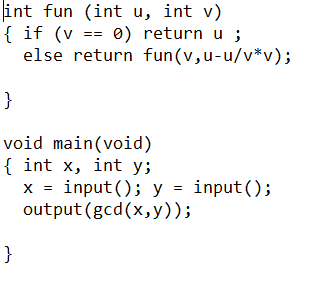 int fun (int u, int v)
{ if (v == 0) return u ;
else return fun(v,u-u/v*v);
}
void main(void)
{ int x, int y;
x = input(); y = input();
output(gcd(x,y));
}